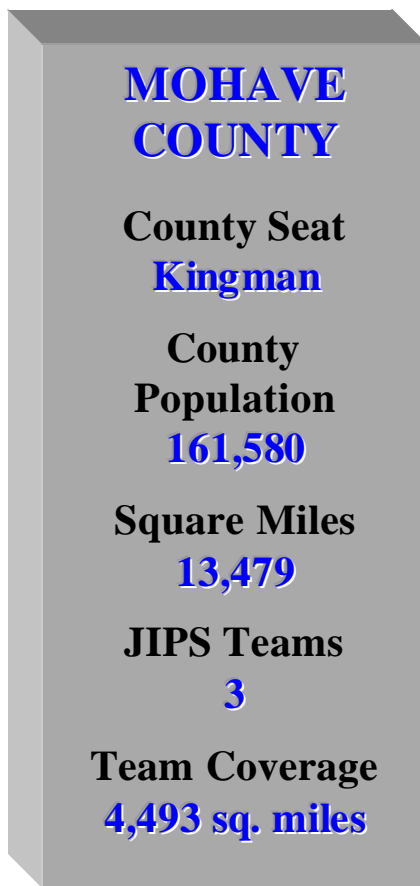 MOHAVE
COUNTY
County Seat
Kingman
County
Population
161,580
Square Miles
13,479
JIPS Teams
3
Team Coverage
4,493 sq. miles